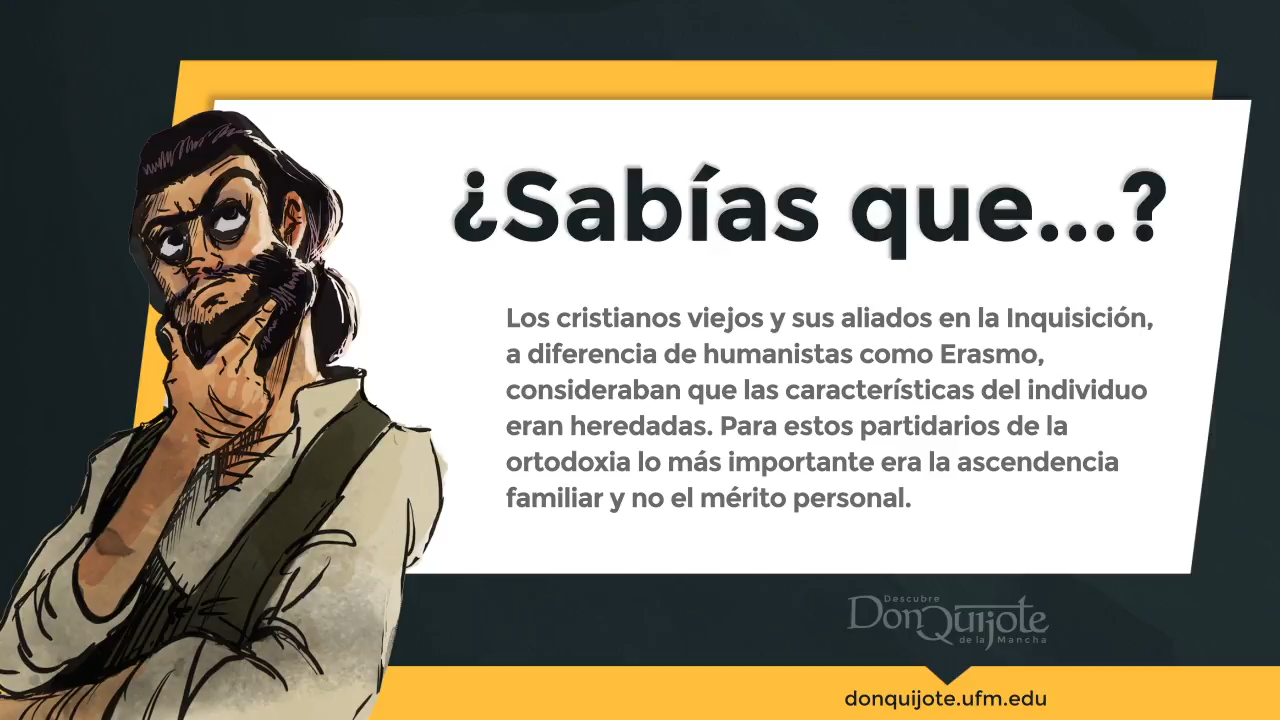 ¿Sabías que...?
Los cristianos viejos y sus aliados en la Inquisición,
a diferencia de humanistas como Erasmo,
consideraban que las características del individuo
eran heredadas. Para estos partidarios de la
ortodoxia lo más importante era la ascendencia
familiar y no el mérito personal.
Descubre
Don Quijote
de la Mancha
donquijote.ufm.edu